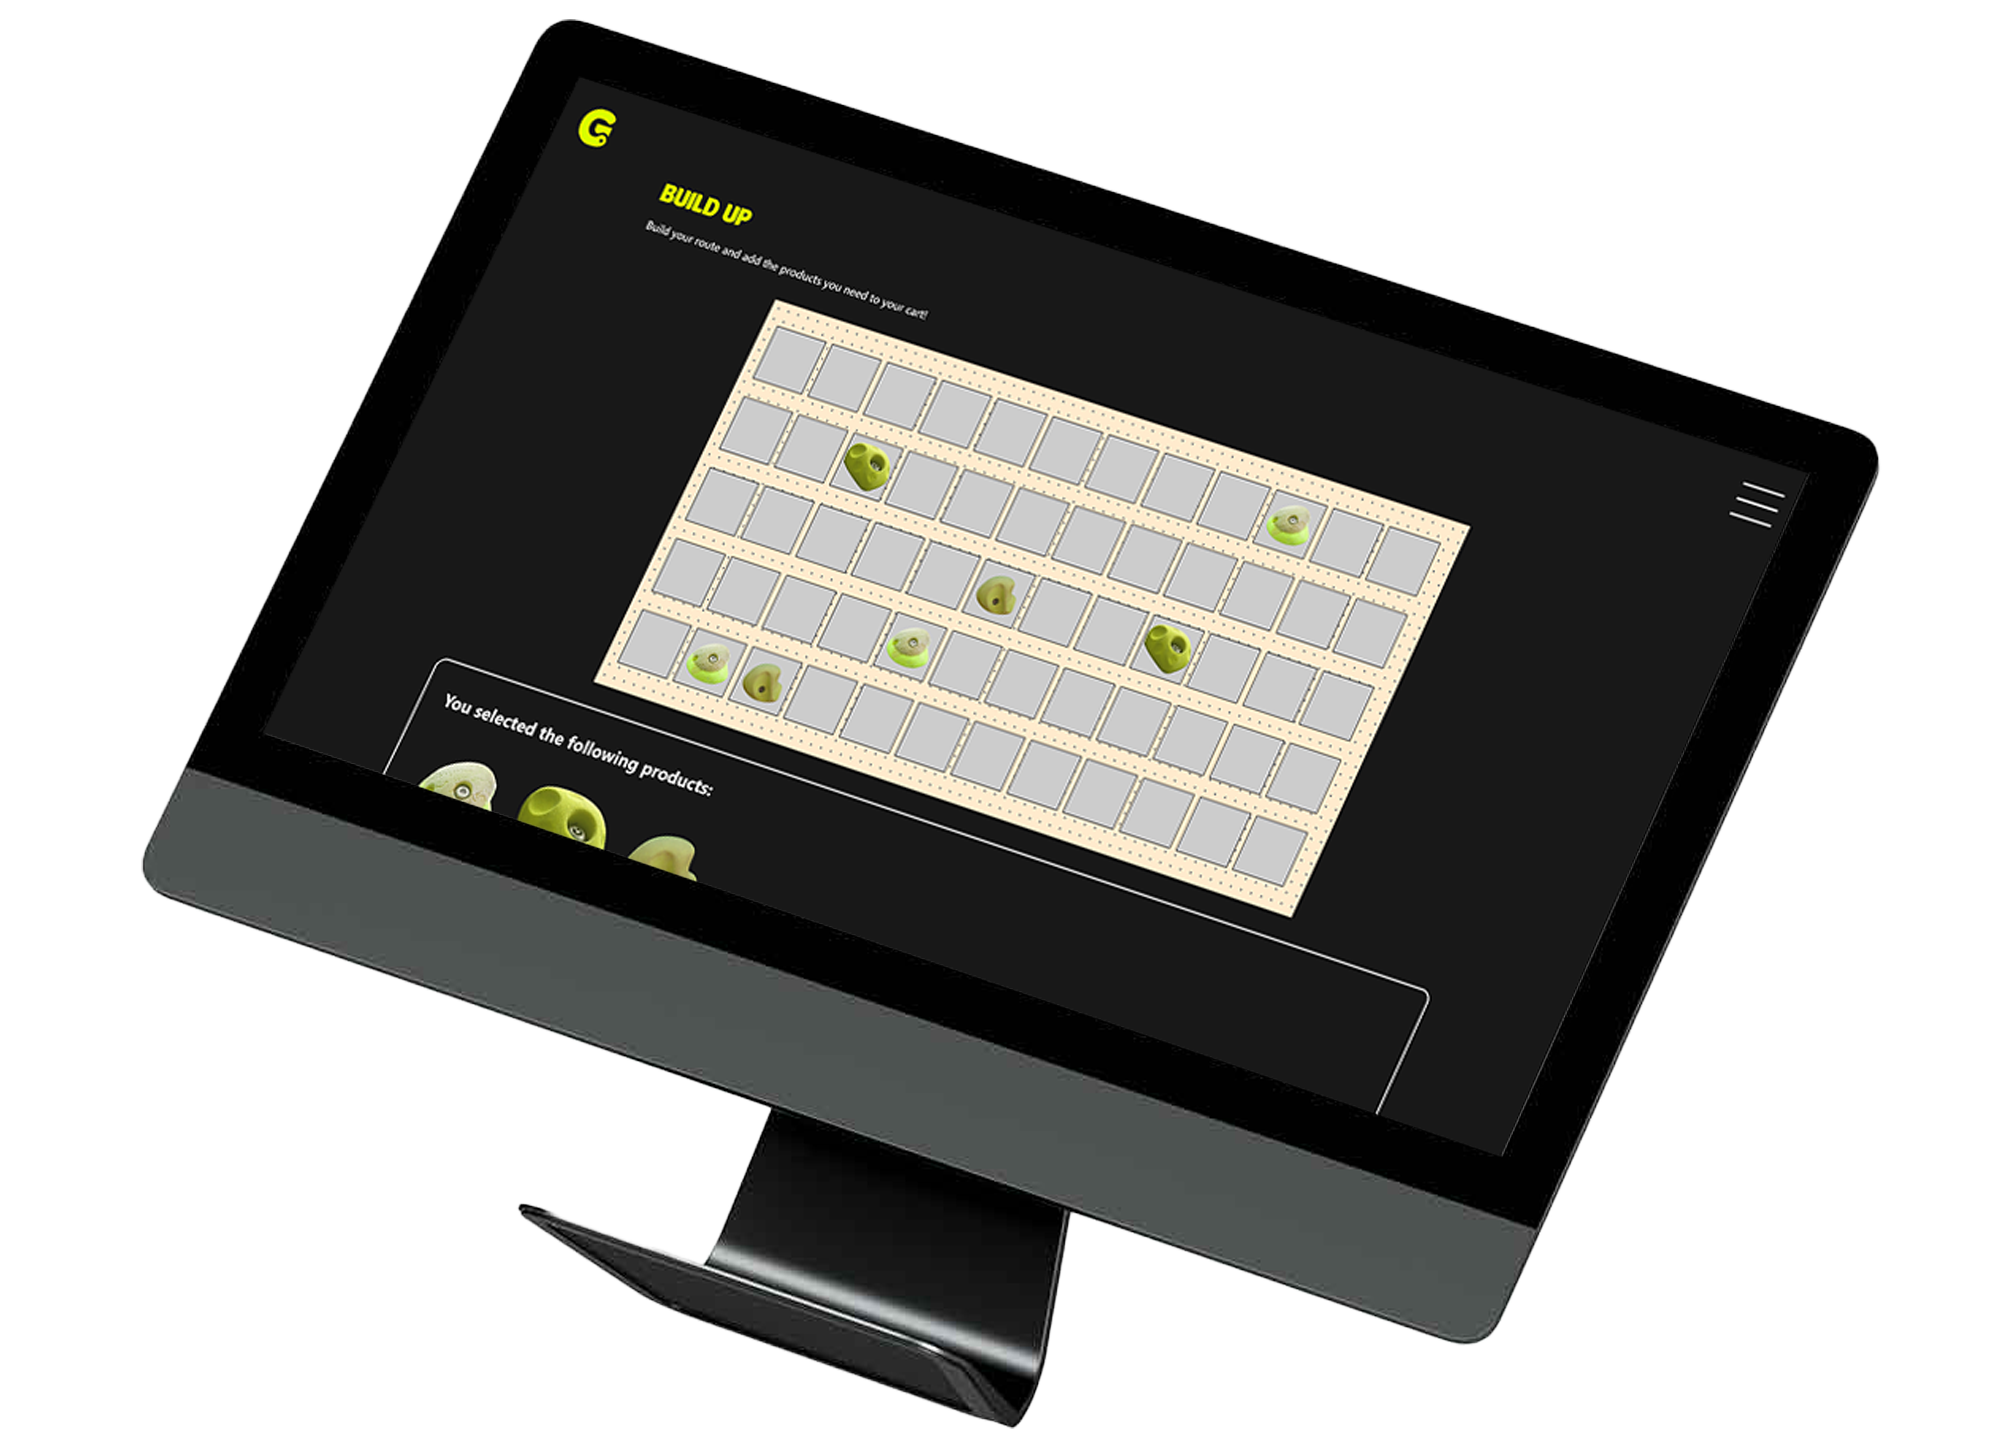 G
BUILD UP
Build your route and add the products you need to your cart!
You selected the following products: